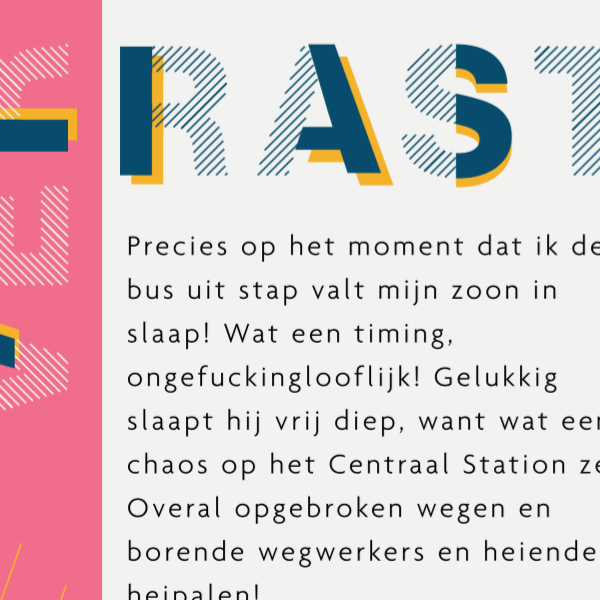 RAST
Precies op het moment dat ik de
bus uit stap valt mijn zoon in
slaap! Wat een timing,
ongefuckinglooflijk! Gelukkig
slaapt hij vrij diep, want wat een
chaos op het Centraal Station
Overal opgebroken wegen en
borende wegwerkers en heiende
heipalen!